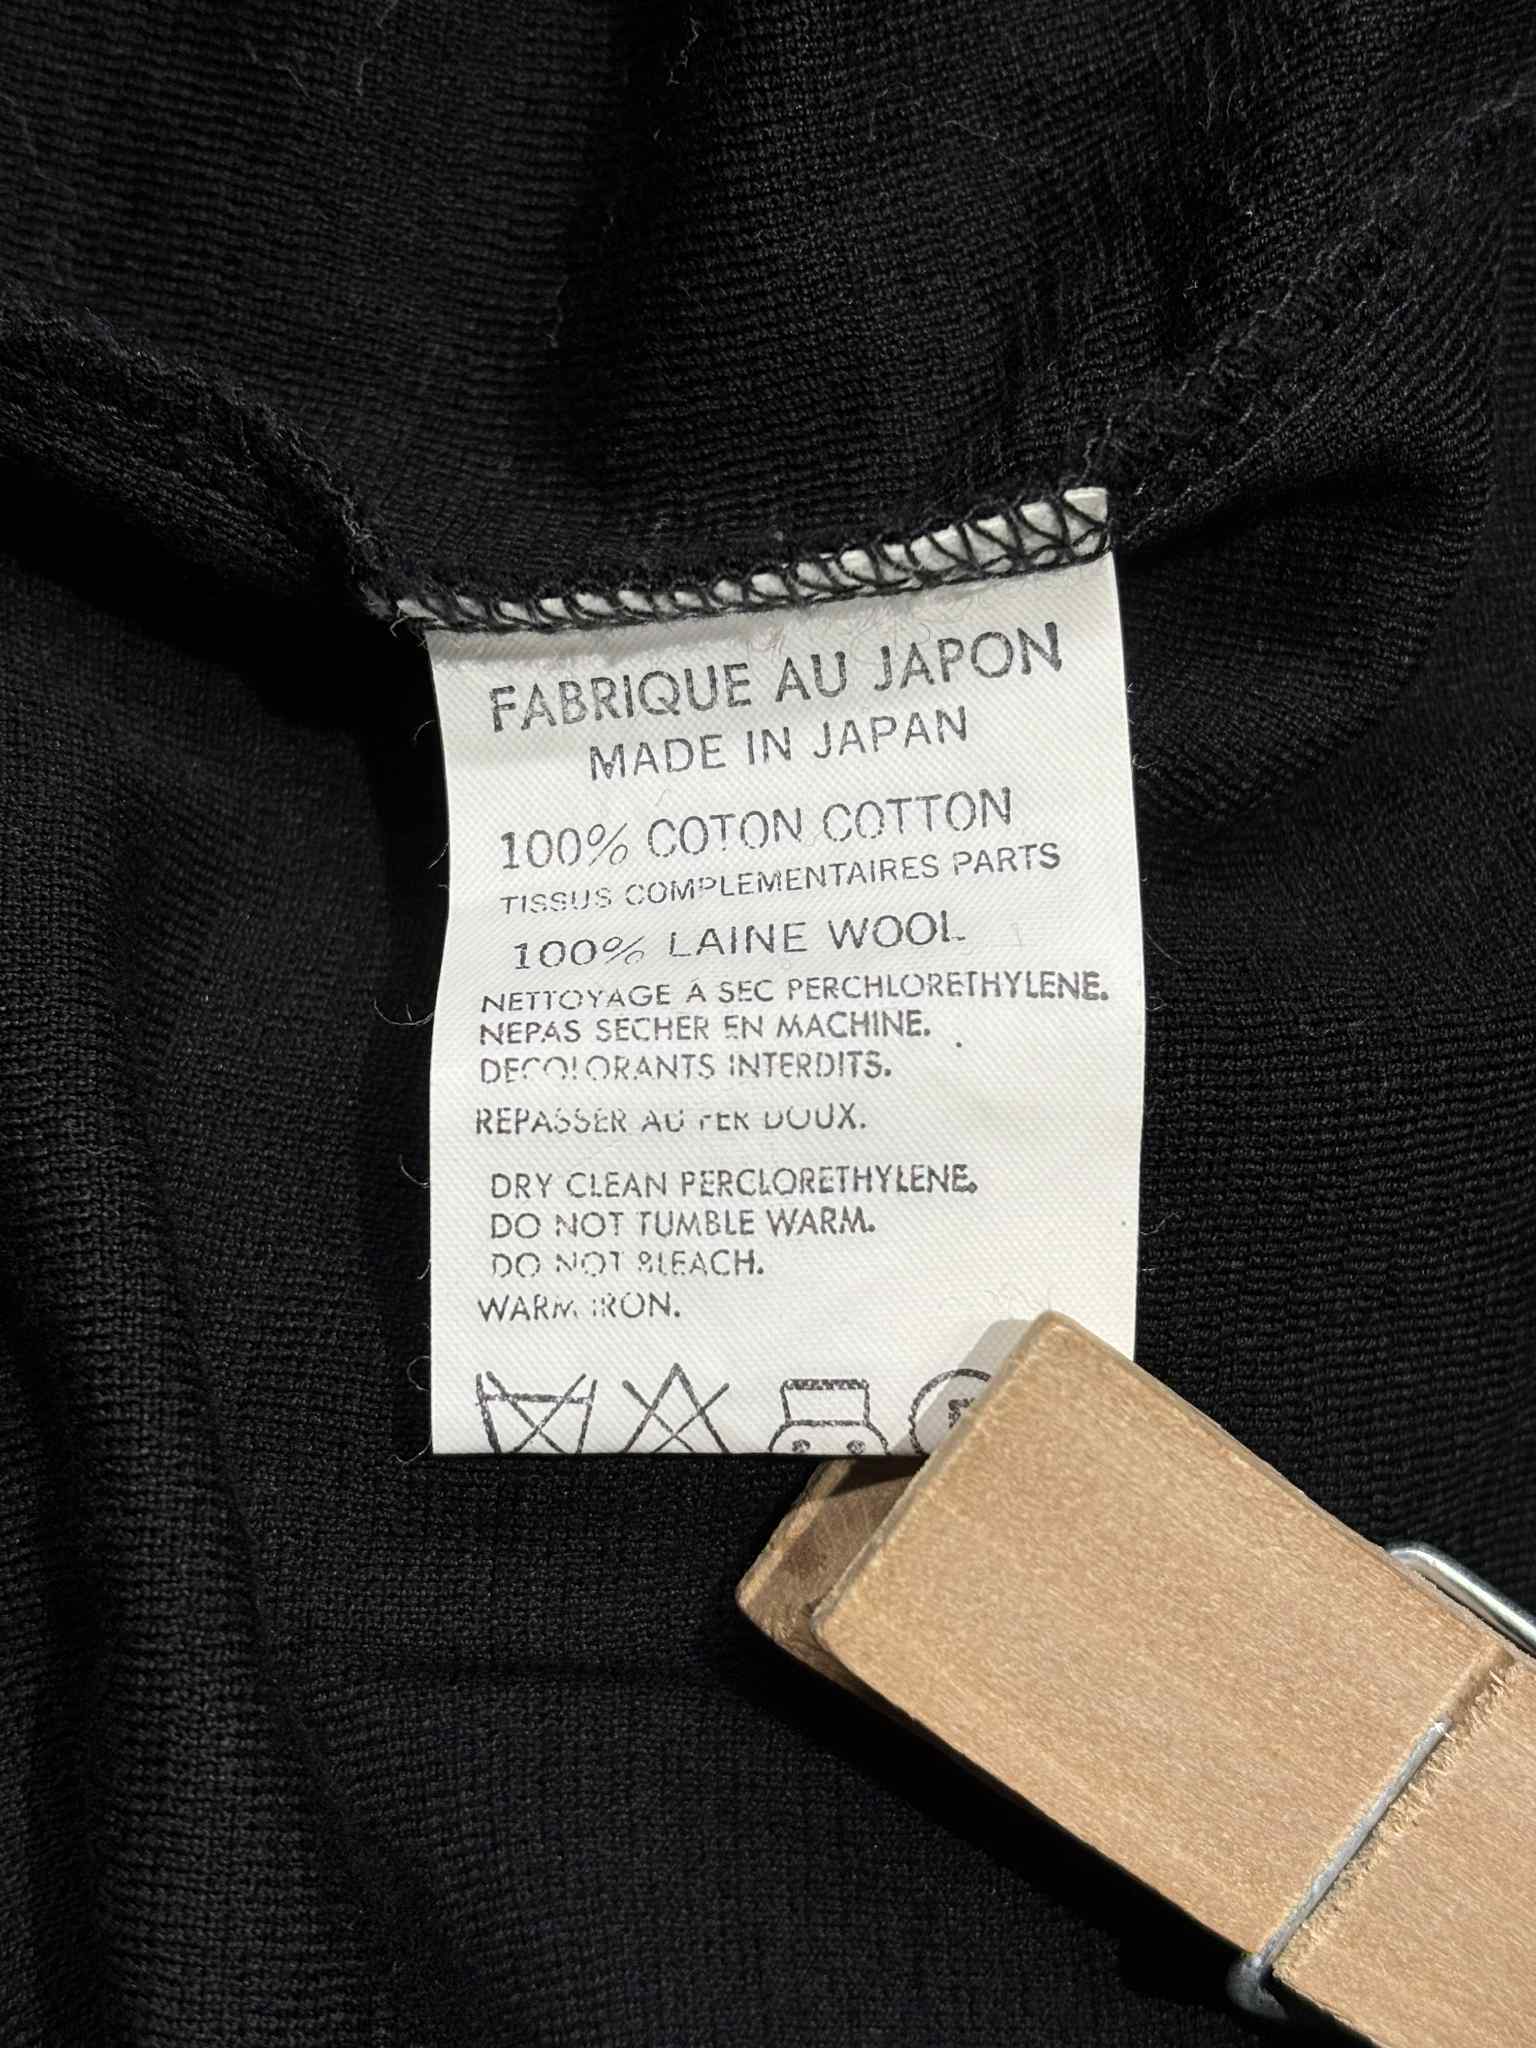 FABRIQUE AU JAPON
MADE IN JAPAN
100% COTON COTTON
TISSUS COMPLEMENTAIRES PARTS
100% LAINE WOOL
NETTOYAGE A SEC PERCHLORETHYLENE.
NEPAS SECHER EN MACHINE.
DECOLORANTS INTERDITS.
REPASSER AU FER DOUX.
DRY CLEAN PERCLORETHYLENE.
DO NOT TUMBLE WARM.
DO NOT BLEACH.
WARM IRON.